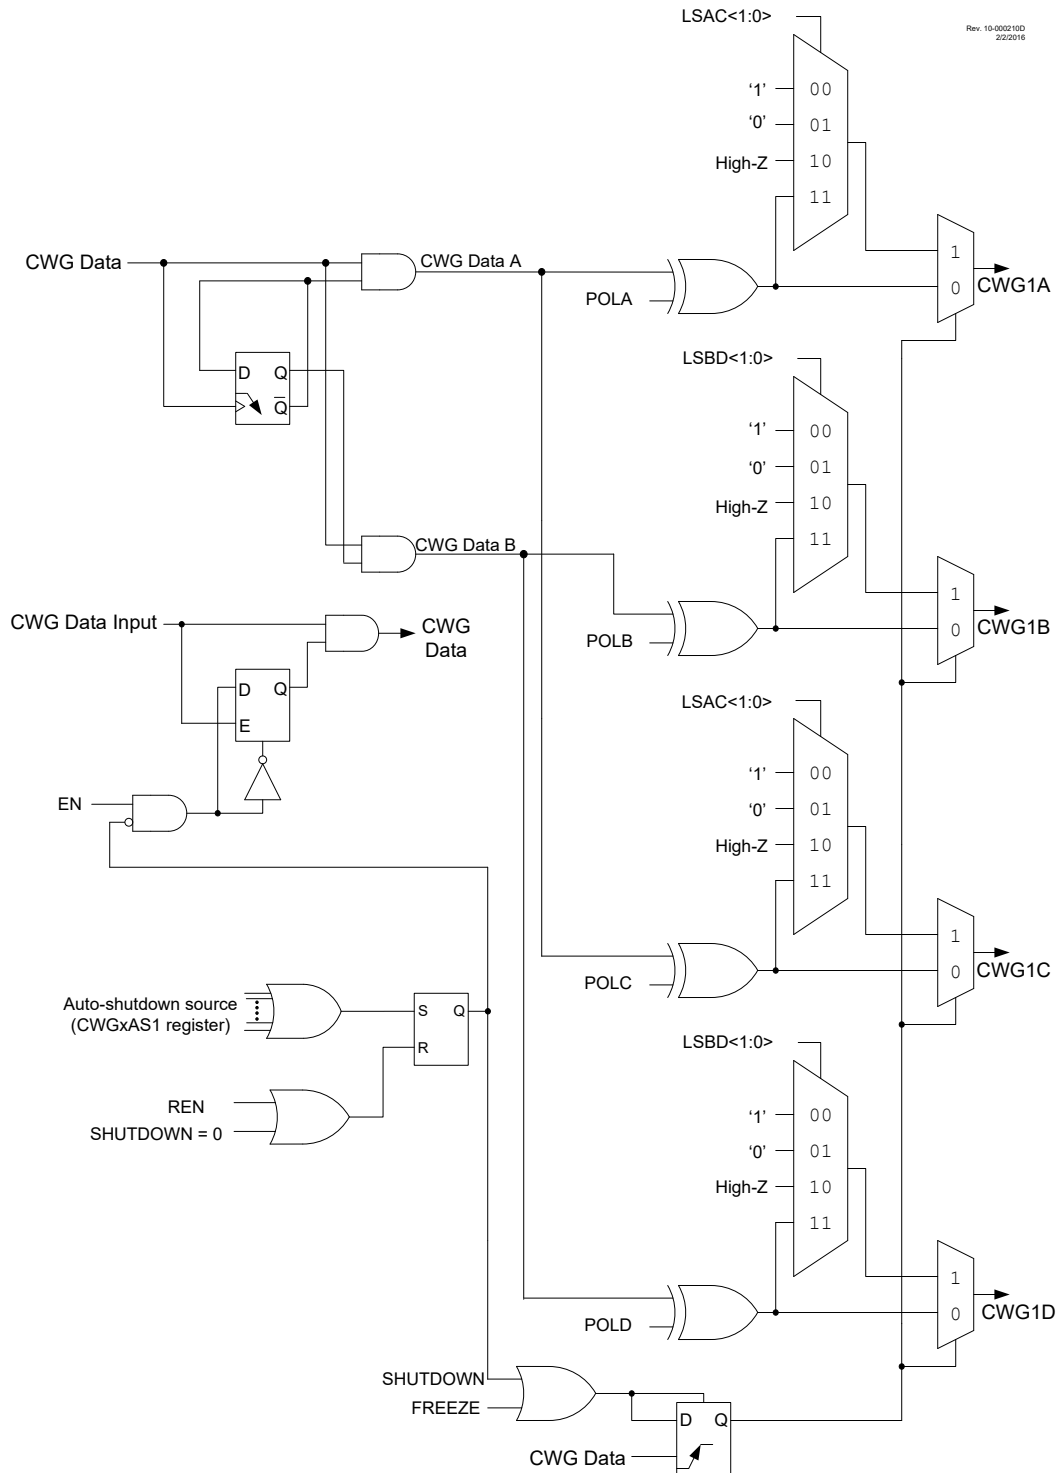 LSAC<1:0>
Rev. 10-000210D
2/2/2016
'1'
00
'0'
01
High-Z
10
11
CWG Data
CWG Data A
1
0
CWG1A
POLA
D
Q
Q̅
LSBD<1:0>
'1'
00
'0'
01
High-Z
10
11
CWG Data B
1
0
CWG1B
POLB
CWG Data Input
CWG
Data
D
Q
E
LSAC<1:0>
'1'
00
'0'
01
High-Z
10
11
EN
1
0
CWG1C
POLC
Auto-shutdown source
(CWGxAS1 register)
S
Q
R
LSBD<1:0>
REN
SHUTDOWN = 0
'1'
00
'0'
01
High-Z
10
11
1
0
CWG1D
POLD
SHUTDOWN
FREEZE
D
Q
CWG Data